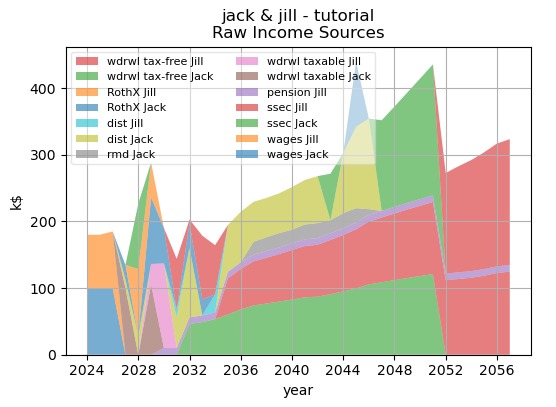 jack & jill - tutorial
Raw Income Sources
wdrwl tax-free Jill
wdrwl tax-free Jack
RothX Jill
RothX Jack
dist Jill
dist Jack
rmd Jack
wdrwl taxable Jill
wdrwl taxable Jack
pension Jill
ssec Jill
ssec Jack
wages Jill
wages Jack
k$
400
300
200
100
0
2024 2028 2032 2036 2040 2044 2048 2052 2056
year